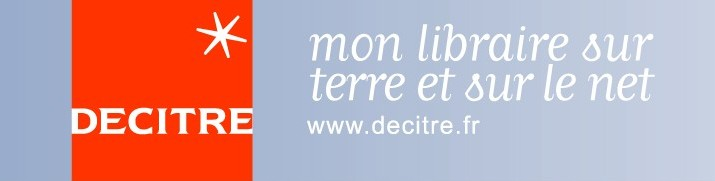 DECITRE
mon libraire sur
terre et sur le net
www.decitre.fr